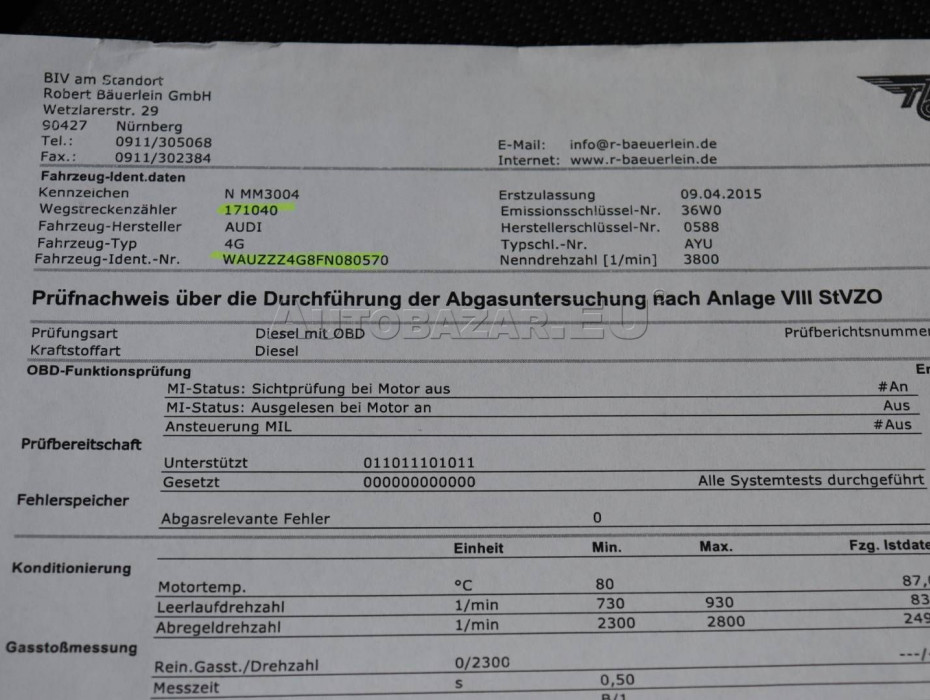 BIV am Standort
Robert Bäuerlein GmbH
Wetzlarerstr. 29
90427 Nürnberg
Tel.: 0911/305068 E-Mail: info@r-baeuerlein.de
Fax.: 0911/302384 Internet: www.r-baeuerlein.de
Fahrzeug-Ident.daten
Kennzeichen N MM3004 Erstzulassung 09.04.2015
Wegstreckenzähler 171040 Emissionsschlüssel-Nr. 36W0
Fahrzeug-Hersteller AUDI Herstellerschlüssel-Nr. 0588
Fahrzeug-Typ 4G Typschl.-Nr. AYU
Fahrzeug-Ident.-Nr. WAUZZZ4G8FN080570 Nenndrehzahl [1/min] 3800
Prüfnachweis über die Durchführung der Abgasuntersuchung nach Anlage VIII StVZO
AUTOBAZAR.EU
Prüfungsart Diesel mit OBD Prüfberichtsnummer
Kraftstoffart Diesel
OBD-Funktionsprüfung Er
MI-Status: Sichtprüfung bei Motor aus #An
MI-Status: Ausgelesen bei Motor an Aus
Ansteuerung MIL #Aus
Prüfbereitschaft
Unterstützt 011011101011
Gesetzt 000000000000 Alle Systemtests durchgeführt
Fehlerspeicher
Abgasrelevante Fehler 0
Einheit Min. Max. Fzg. Istdate
Konditionierung
Motortemp. °C 80 87,
Leerlaufdrehzahl 1/min 730 930 83
Abregeldrehzahl 1/min 2300 2800 249
Gasstoßmessung
Rein.Gasst./Drehzahl 0/2300 ---/
Messzeit s 0,50